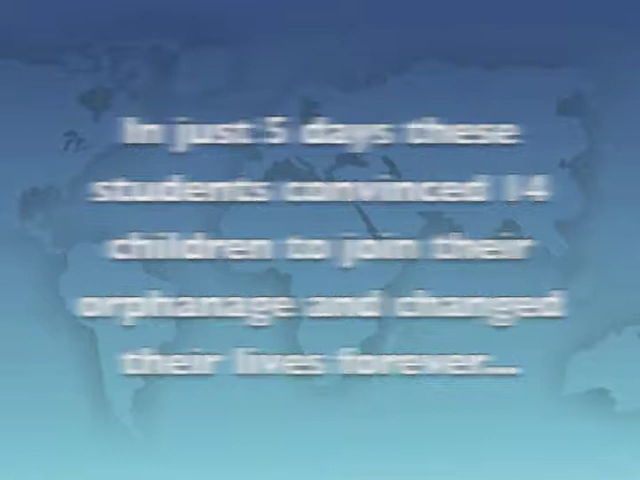 In just 5 days these
students convinced 14
children to join their
orphanage and changed
their lives forever...